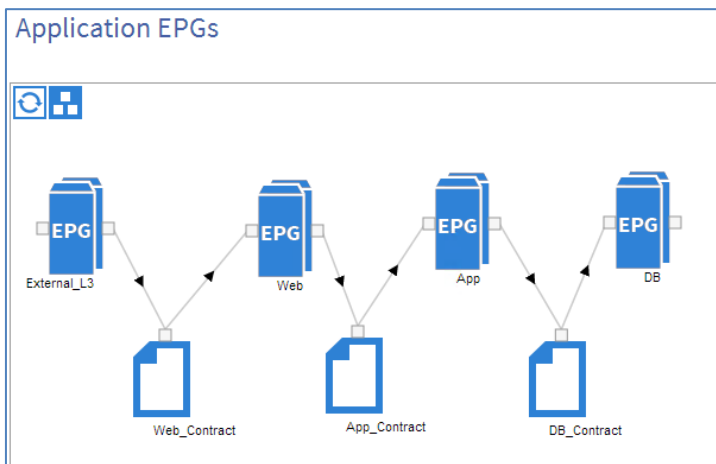 Application EPGs
EPG
EPG
EPG
EPG
External_L3
Web
App
DB
Web_Contract
App_Contract
DB_Contract